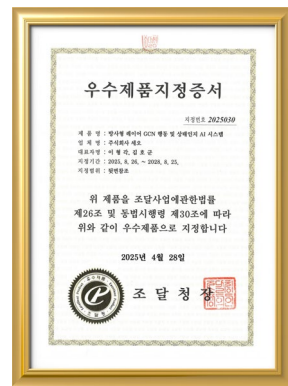 우수제품지정증서
지정번호 2025030
제 품 명 : 방사형 레이어 GCN 행동 및 상태인지 AI 시스템
업 체 명 : 주식회사 세오
대표자명 : 이 형 각, 김 호 군
지정기간 : 2025. 8. 26. ~ 2028. 8. 25.
지정범위 : 뒷면참조
위 제품을 조달사업에관한법률
제26조 및 동법시행령 제30조에 따라
위와 같이 우수제품으로 지정합니다
2025년 4월 28일
조 달 청 장